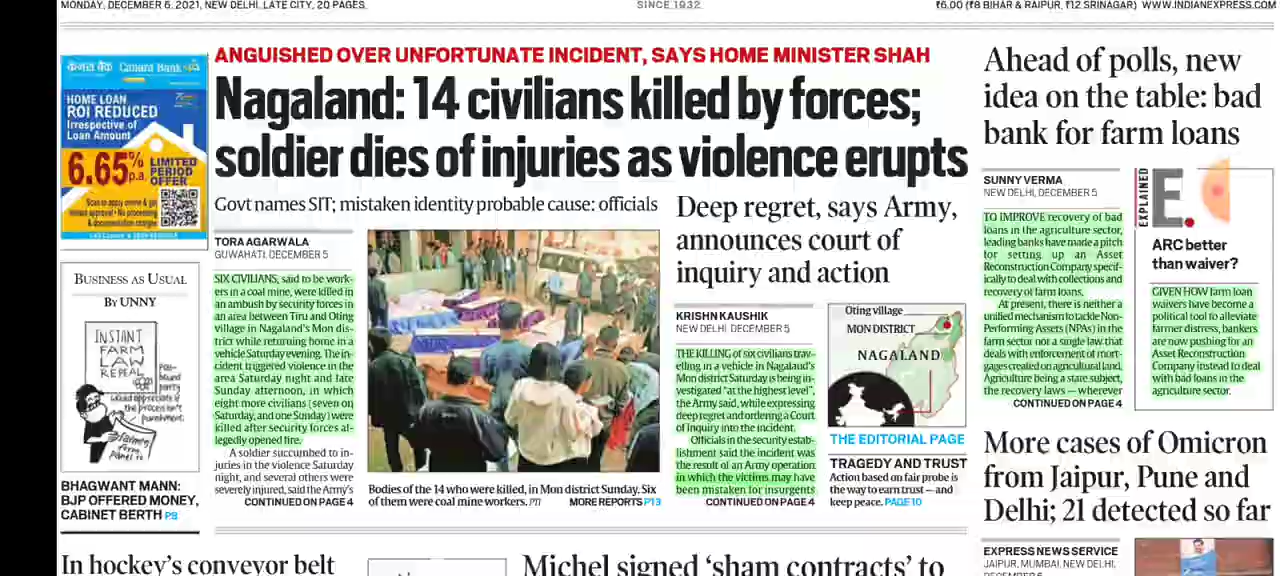 MONDAY, DECEMBER 6, 2021, NEW DELHI, LATE CITY, 20 PAGES
SINCE 1932
₹6.00 (₹8 BIHAR & RAIPUR, ₹12 SRINAGAR) WWW.INDIANEXPRESS.COM
केनरा बैंक Canara Bank
HOME LOAN
ROI REDUCED
Irrespective of
Loan Amount
6.65% p.a.
LIMITED
PERIOD
OFFER
BUSINESS AS USUAL
BY UNNY
INSTANT
FARM
LAW
REPEAL
BHAGWANT MANN:
BJP OFFERED MONEY,
CABINET BERTH P9
ANGUISHED OVER UNFORTUNATE INCIDENT, SAYS HOME MINISTER SHAH
Nagaland: 14 civilians killed by forces;
soldier dies of injuries as violence erupts
Govt names SIT; mistaken identity probable cause: officials
TORA AGARWALA
GUWAHATI, DECEMBER 5
SIX CIVILIANS, said to be work-
ers in a coal mine, were killed in
an ambush by security forces in
an area between Tiru and Oting
village in Nagaland's Mon dis-
trict while returning home in a
vehicle Saturday evening. The in-
cident triggered violence in the
area Saturday night and late
Sunday afternoon, in which
eight more civilians (seven on
Saturday, and one Sunday) were
killed after security forces al-
legedly opened fire.
A soldier succumbed to in-
juries in the violence Saturday
night, and several others were
severely injured, said the Army's
CONTINUED ON PAGE 4
Bodies of the 14 who were killed, in Mon district Sunday. Six
of them were coal mine workers. PTI MORE REPORTS P13
Deep regret, says Army,
announces court of
inquiry and action
KRISHN KAUSHIK
NEW DELHI, DECEMBER 5
THE KILLING of six civilians trav-
elling in a vehicle in Nagaland's
Mon district Saturday is being in-
vestigated "at the highest level",
the Army said, while expressing
deep regret and ordering a Court
of Inquiry into the incident.
Officials in the security estab-
lishment said the incident was
the result of an Army operation
in which the victims may have
been mistaken for insurgents
CONTINUED ON PAGE 4
Oting village
MON DISTRICT
NAGALAND
THE EDITORIAL PAGE
TRAGEDY AND TRUST
Action based on fair probe is
the way to earn trust — and
keep peace. PAGE 10
Ahead of polls, new
idea on the table: bad
bank for farm loans
SUNNY VERMA
NEW DELHI, DECEMBER 5
TO IMPROVE recovery of bad
loans in the agriculture sector,
leading banks have made a pitch
for setting up an Asset
Reconstruction Company specif-
ically to deal with collections and
recovery of farm loans.
At present, there is neither a
unified mechanism to tackle Non-
Performing Assets (NPAs) in the
farm sector nor a single law that
deals with enforcement of mort-
gages created on agricultural land.
Agriculture being a state subject,
the recovery laws — wherever
CONTINUED ON PAGE 4
EXPLAINED
E.
ARC better
than waiver?
GIVEN HOW farm loan
waivers have become a
political tool to alleviate
farmer distress, bankers
are now pushing for an
Asset Reconstruction
Company instead to deal
with bad loans in the
agriculture sector.
More cases of Omicron
from Jaipur, Pune and
Delhi; 21 detected so far
EXPRESS NEWS SERVICE
JAIPUR, MUMBAI, NEW DELHI,
DECEMBER 5
In hockey's conveyor belt
Michel signed 'sham contracts' to